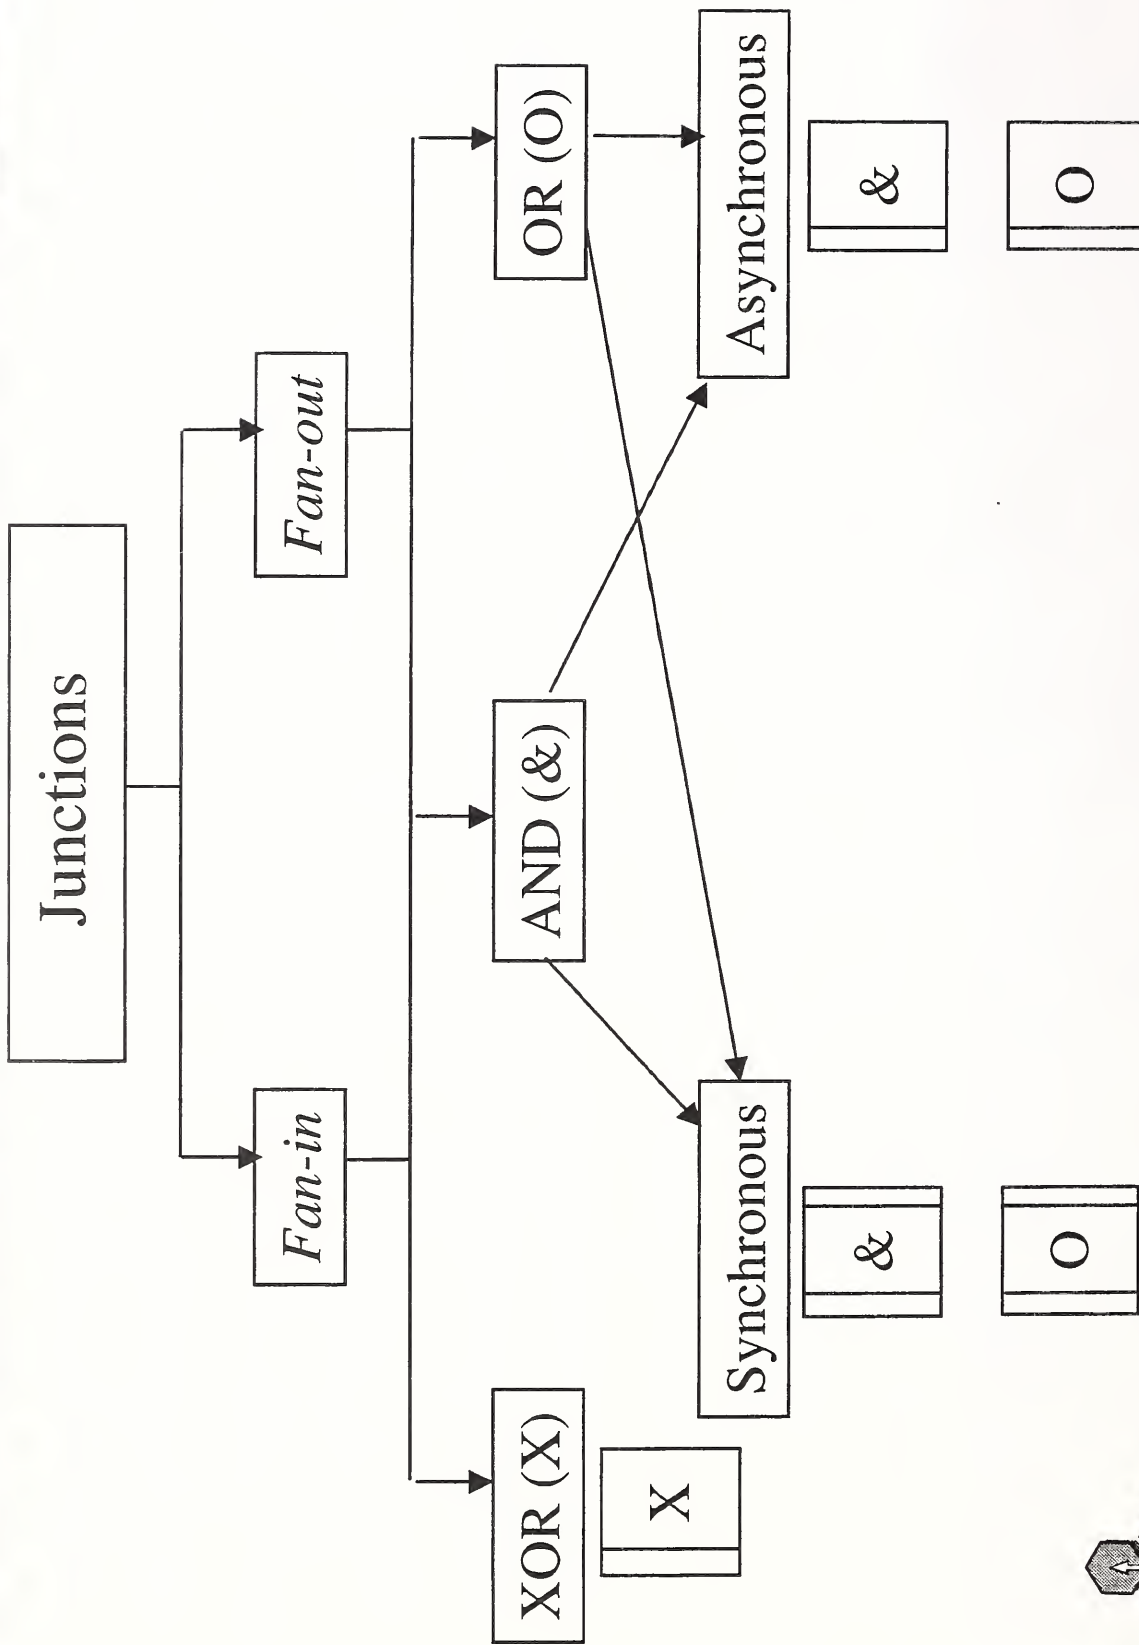 Junctions
Fan-in
Fan-out
XOR (X)
AND (&)
OR (O)
X
Synchronous
Asynchronous
&
&
O
O